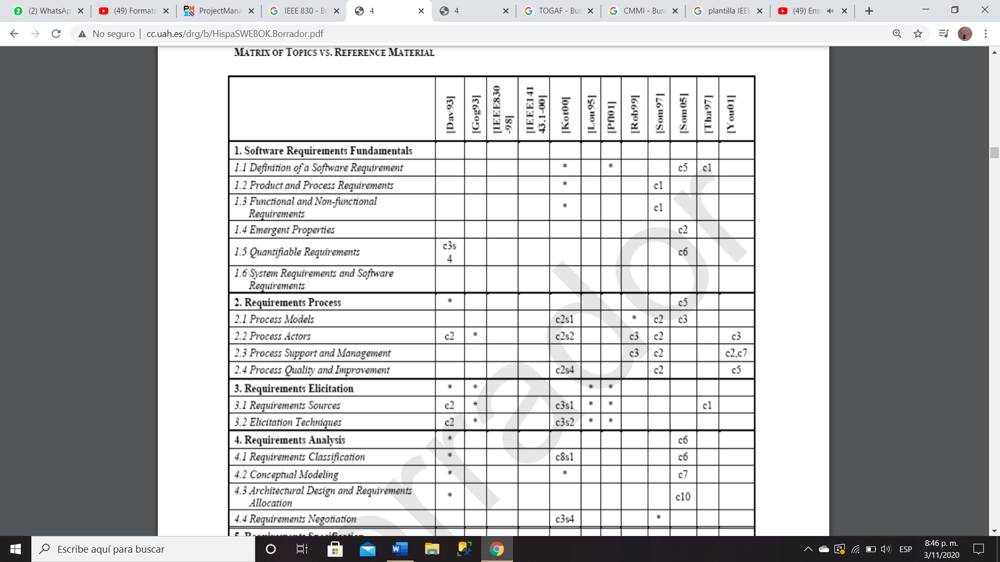 (2) WhatsAp
(49) Formato
ProjectMana
IEEE 830 - Bu
4
4
TOGAF - Bus
CMMI - Busc
plantilla IEEE
(49) Ens
No seguro | cc.uah.es/drg/b/HispaSWEBOK.Borrador.pdf
MATRIX OF TOPICS VS. REFERENCE MATERIAL
[Dav93] [Gog93] [IEEE830-98] [IEEE14143.1-00] [Kot00] [Lou95] [Pfl01] [Rob99] [Som97] [Som05] [Tha97] [You01]
1. Software Requirements Fundamentals
1.1 Definition of a Software Requirement * * c5 c1
1.2 Product and Process Requirements * c1
1.3 Functional and Non-functional
Requirements * c1
1.4 Emergent Properties c2
1.5 Quantifiable Requirements c3s4 c6
1.6 System Requirements and Software
Requirements
2. Requirements Process * c5
2.1 Process Models c2s1 * c2 c3
2.2 Process Actors c2 * c2s2 c3 c2 c3
2.3 Process Support and Management c3 c2 c2,c7
2.4 Process Quality and Improvement c2s4 c2 c5
3. Requirements Elicitation * * * *
3.1 Requirements Sources c2 * c3s1 * * c1
3.2 Elicitation Techniques c2 * c3s2 * *
4. Requirements Analysis * c6
4.1 Requirements Classification * c8s1 c6
4.2 Conceptual Modeling * * c7
4.3 Architectural Design and Requirements
Allocation * c10
4.4 Requirements Negotiation c3s4 *
5. Requirements Specification
orrador
Escribe aquí para buscar
ESP
8:46 p. m.
3/11/2020